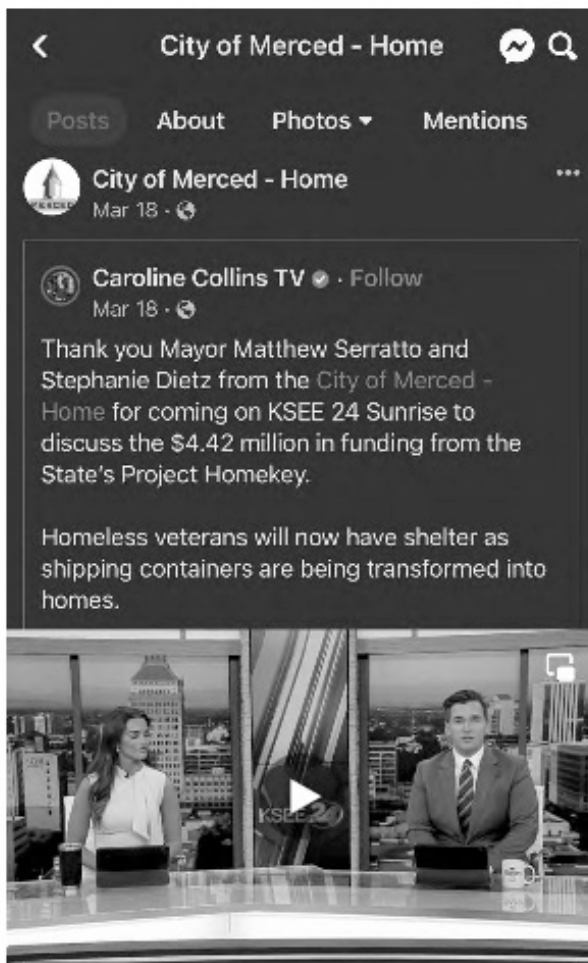 City of Merced - Home
Posts About Photos Mentions
City of Merced - Home
Mar 18 ·
Caroline Collins TV · Follow
Mar 18 ·
Thank you Mayor Matthew Serratto and
Stephanie Dietz from the City of Merced -
Home for coming on KSEE 24 Sunrise to
discuss the $4.42 million in funding from the
State's Project Homekey.
Homeless veterans will now have shelter as
shipping containers are being transformed into
homes.
KSEE 24